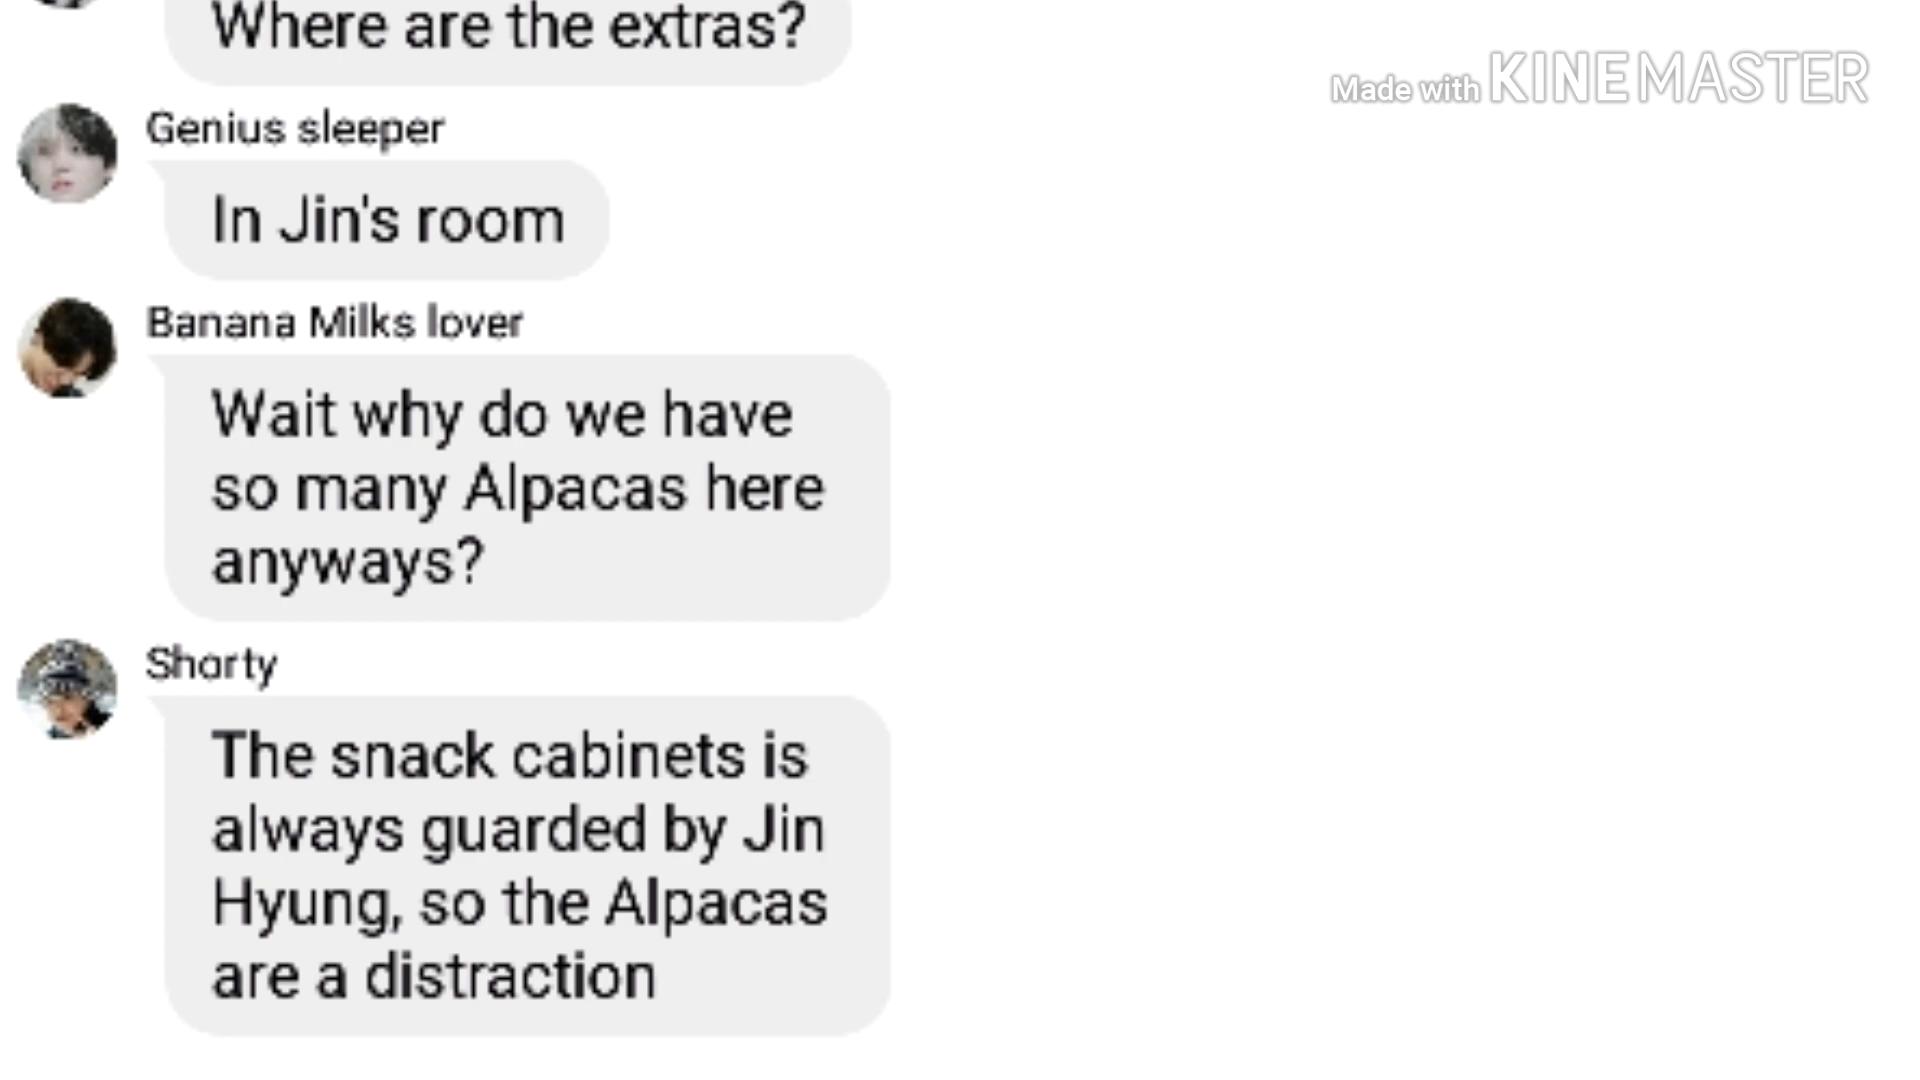 Where are the extras?
Made with KINEMASTER
Genius sleeper
In Jin's room
Banana Milks lover
Wait why do we have
so many Alpacas here
anyways?
Shorty
The snack cabinets is
always guarded by Jin
Hyung, so the Alpacas
are a distraction